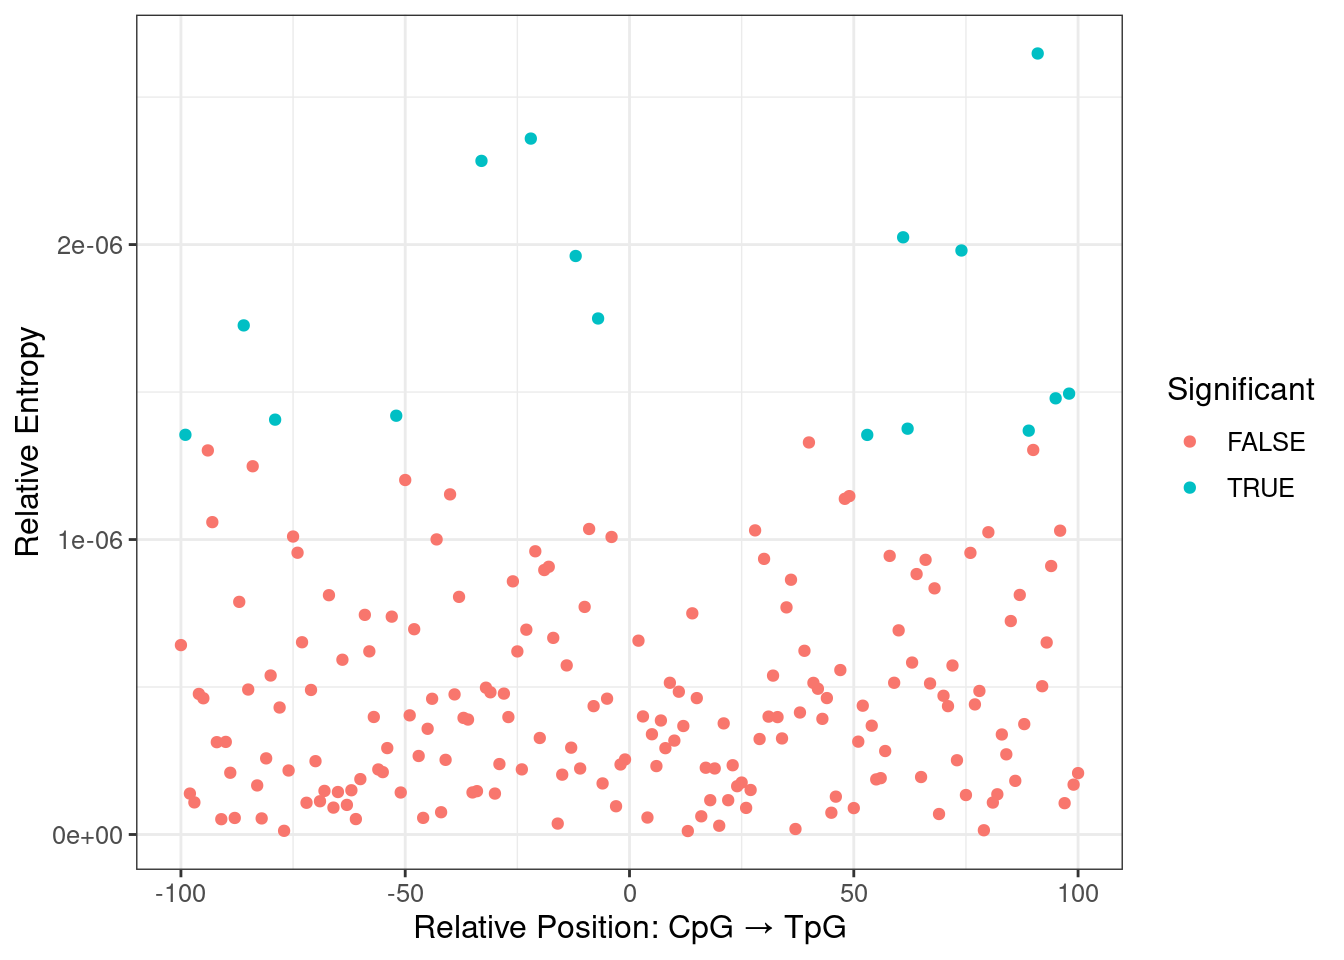 Relative Entropy
2e-06
1e-06
0e+00
-100 -50 0 50 100
Relative Position: CpG → TpG
Significant
FALSE
TRUE